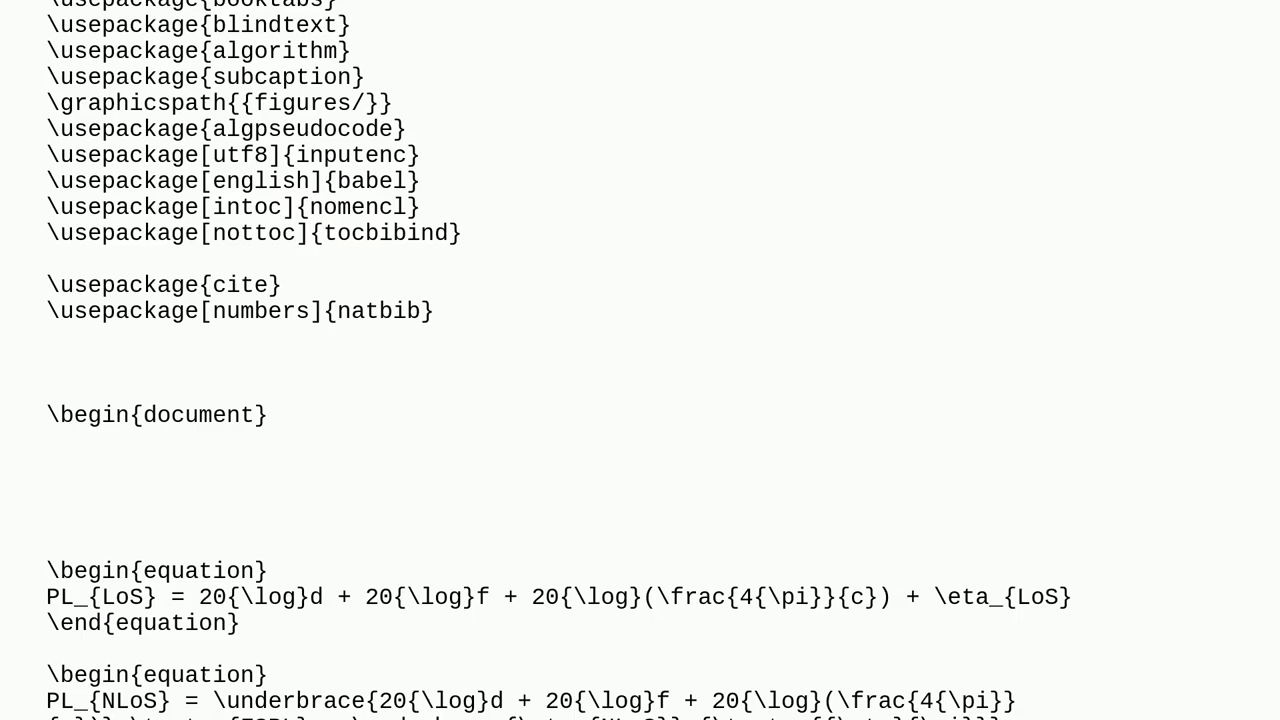 \usepackage{booktabs}
\usepackage{blindtext}
\usepackage{algorithm}
\usepackage{subcaption}
\graphicspath{{figures/}}
\usepackage{algpseudocode}
\usepackage[utf8]{inputenc}
\usepackage[english]{babel}
\usepackage[intoc]{nomencl}
\usepackage[nottoc]{tocbibind}
\usepackage{cite}
\usepackage[numbers]{natbib}
\begin{document}
\begin{equation}
PL_{LoS} = 20{\log}d + 20{\log}f + 20{\log}(\frac{4{\pi}}{c}) + \eta_{LoS}
\end{equation}
\begin{equation}
PL_{NLoS} = \underbrace{20{\log}d + 20{\log}f + 20{\log}(\frac{4{\pi}}